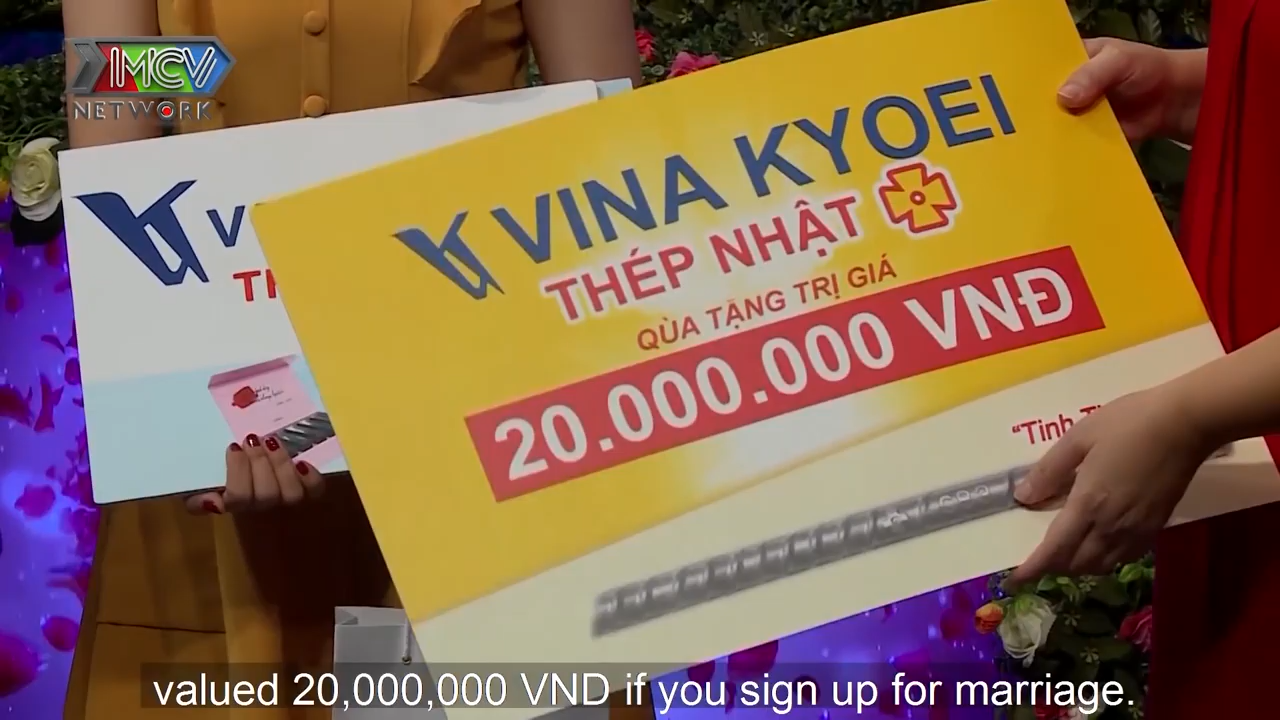 MCV
NETWORK
VINA KYOEI
THÉP NHẬT
QÙA TẶNG TRỊ GIÁ
20.000.000 VNĐ
valued 20,000,000 VND if you sign up for marriage.